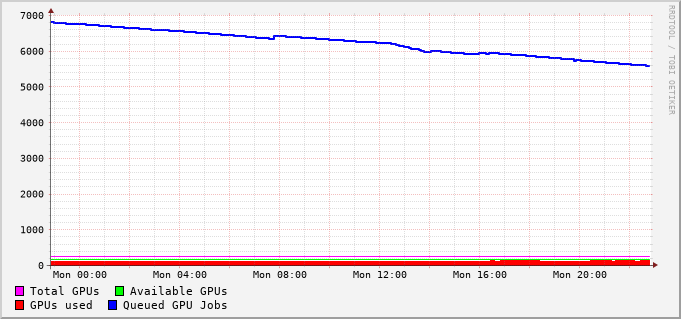 7000
6000
5000
4000
3000
2000
1000
0
Mon 00:00 Mon 04:00 Mon 08:00 Mon 12:00 Mon 16:00 Mon 20:00
Total GPUs Available GPUs
GPUs used Queued GPU Jobs
RRDTOOL / TOBI OETIKER